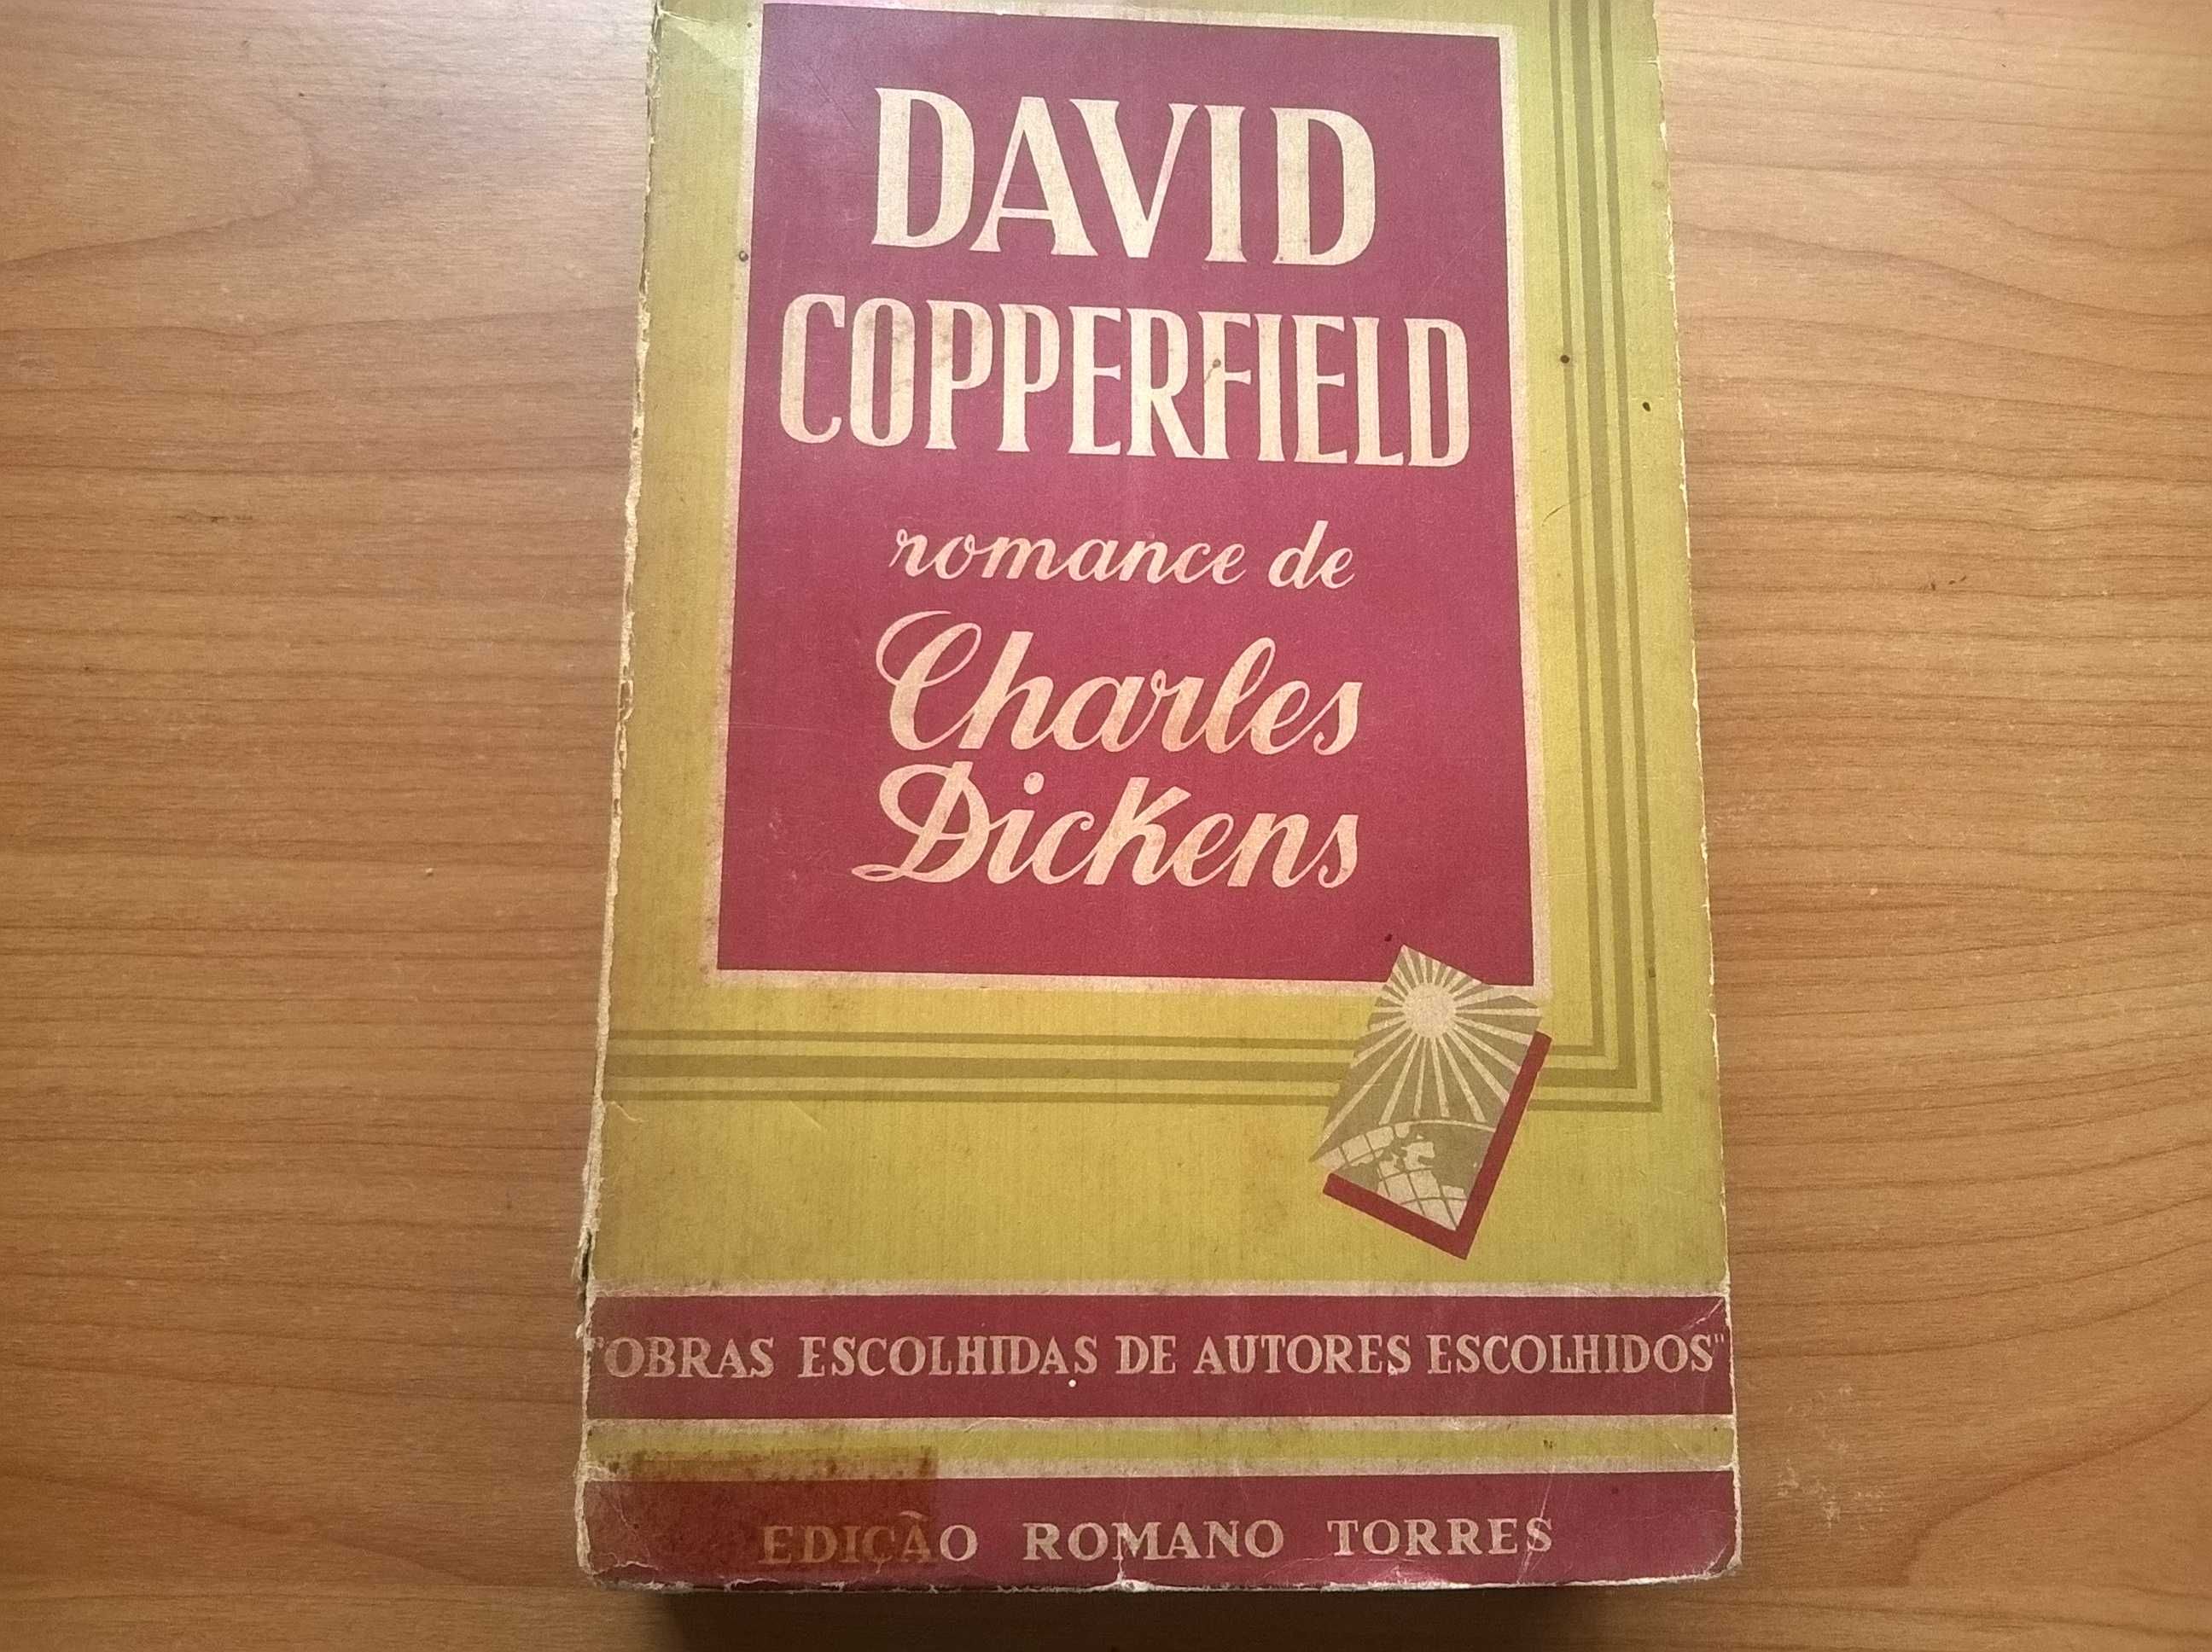 DAVID
COPPERFIELD
romance de
Charles
Dickens
"OBRAS ESCOLHIDAS DE AUTORES ESCOLHIDOS"
EDIÇÃO ROMANO TORRES